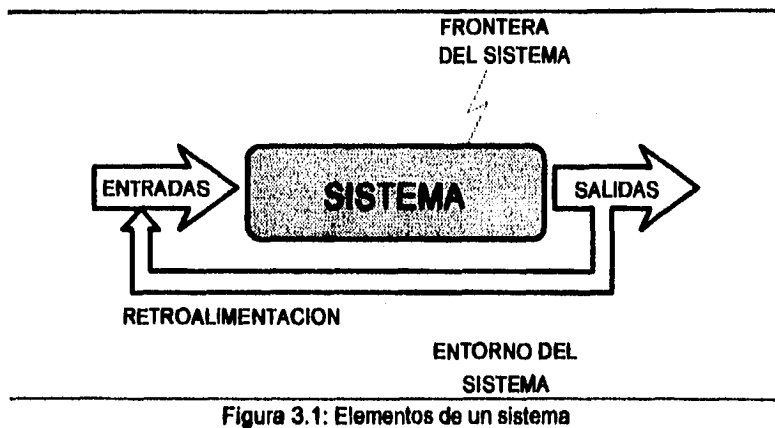 FRONTERA
DEL SISTEMA
ENTRADAS
SISTEMA
SALIDAS
RETROALIMENTACION
ENTORNO DEL
SISTEMA
Figura 3.1: Elementos de un sistema